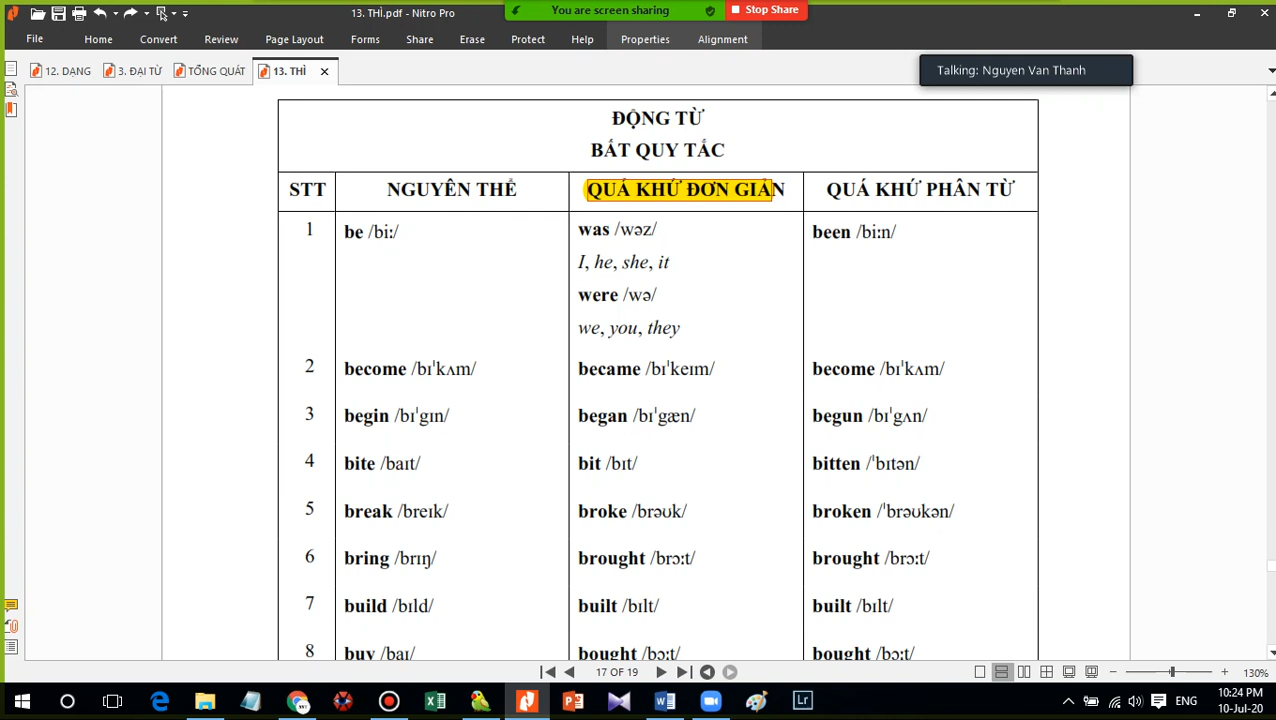 13. THÌ.pdf - Nitro Pro
You are screen sharing
Stop Share
File Home Convert Review Page Layout Forms Share Erase Protect Help Properties Alignment
12. DẠNG
3. ĐẠI TỪ
TỔNG QUÁT
13. THÌ
Talking: Nguyen Van Thanh
ĐỘNG TỪ
BẤT QUY TẮC
STT NGUYÊN THỂ QUÁ KHỨ ĐƠN GIẢN QUÁ KHỨ PHÂN TỪ
1 be /biː/ was /wəz/ been /biːn/
I, he, she, it
were /wə/
we, you, they
2 become /bɪˈkʌm/ became /bɪˈkeɪm/ become /bɪˈkʌm/
3 begin /bɪˈgɪn/ began /bɪˈgæn/ begun /bɪˈgʌn/
4 bite /baɪt/ bit /bɪt/ bitten /ˈbɪtən/
5 break /breɪk/ broke /brəʊk/ broken /ˈbrəʊkən/
6 bring /brɪŋ/ brought /brɔːt/ brought /brɔːt/
7 build /bɪld/ built /bɪlt/ built /bɪlt/
8 buy /baɪ/ bought /bɔːt/ bought /bɔːt/
17 OF 19
130%
Lr
ENG
10:24 PM
10-Jul-20